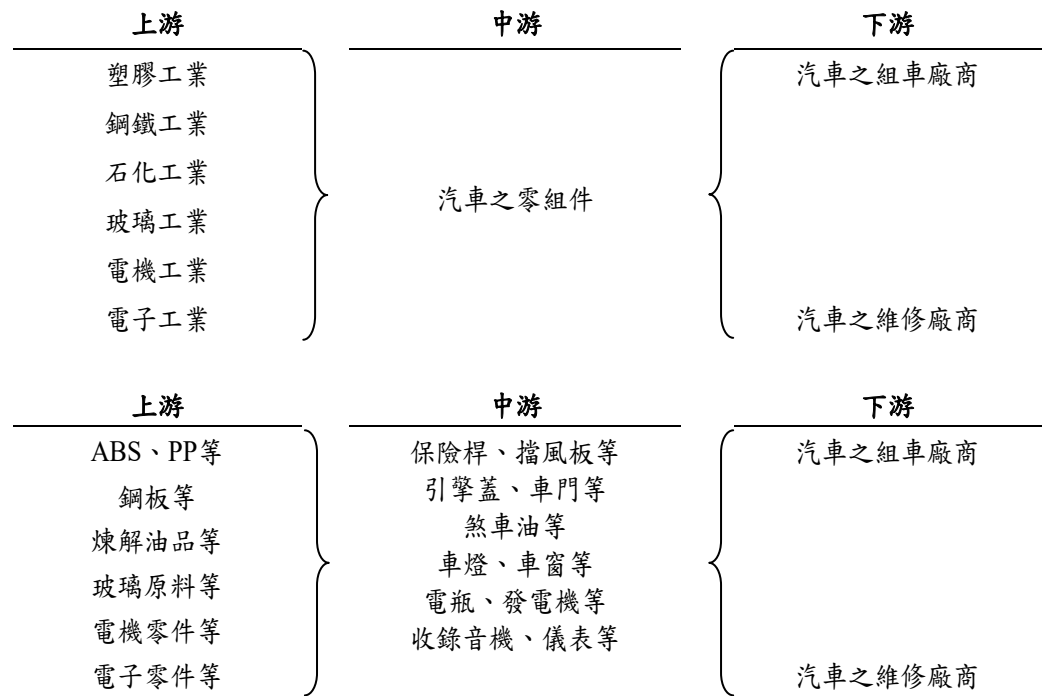 上游 中游 下游
塑膠工業 汽車之組車廠商
鋼鐵工業
石化工業
汽車之零組件
玻璃工業
電機工業
電子工業 汽車之維修廠商
上游 中游 下游
ABS、PP等 保險桿、擋風板等 汽車之組車廠商
鋼板等 引擎蓋、車門等
煉解油品等 煞車油等
玻璃原料等 車燈、車窗等
電機零件等 電瓶、發電機等
收錄音機、儀表等
電子零件等 汽車之維修廠商